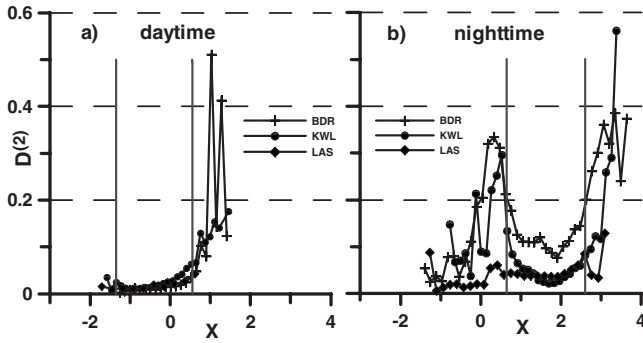 a) daytime
b) nighttime
0.6
0.4
0.2
0
D(2)
BDR
KWL
LAS
BDR
KWL
LAS
-2 0 2 4
-2 0 2 4
X
X